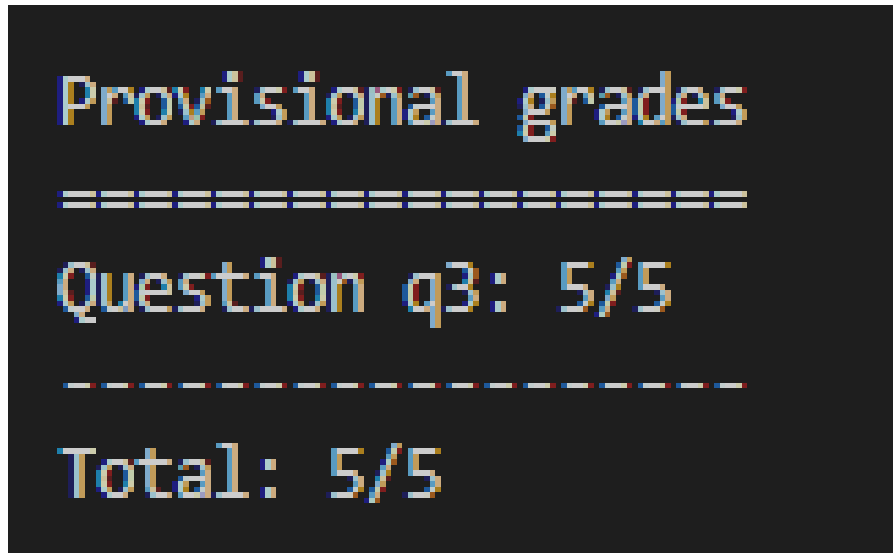 Provisional grades
==================
Question q3: 5/5
------------------
Total: 5/5